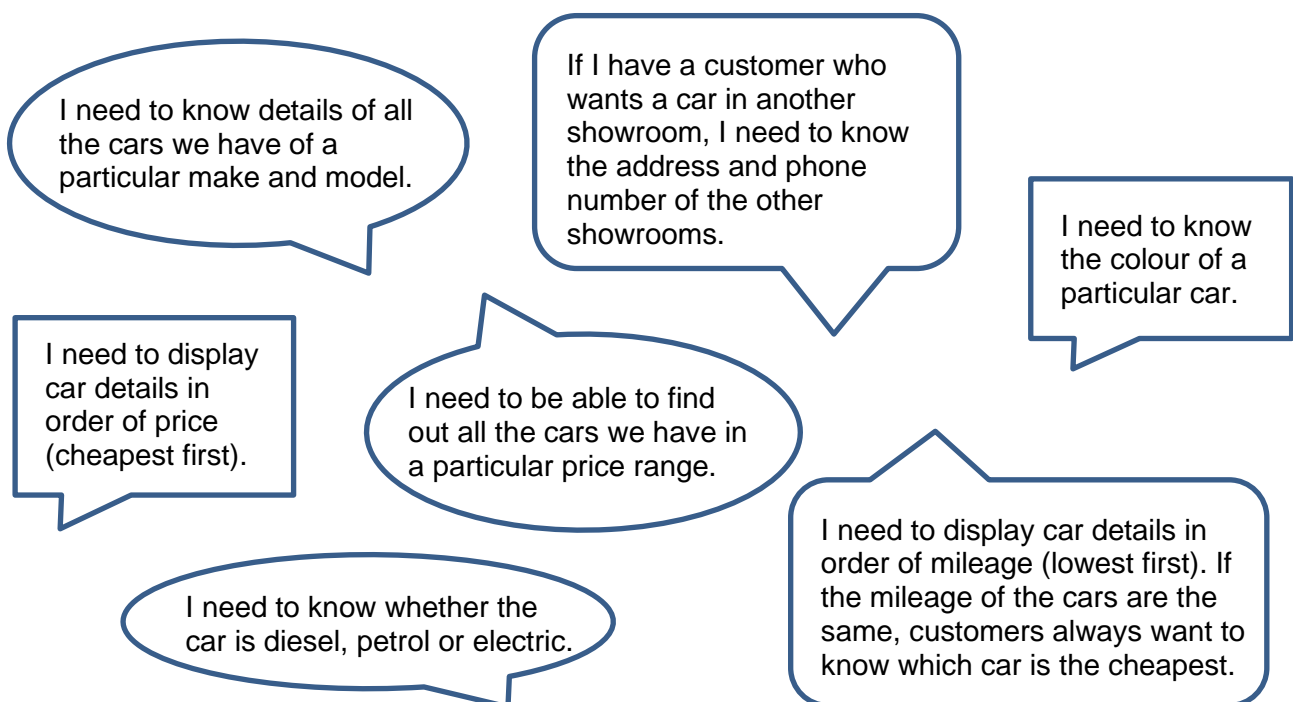 I need to know details of all
the cars we have of a
particular make and model.
If I have a customer who
wants a car in another
showroom, I need to know
the address and phone
number of the other
showrooms.
I need to know
the colour of a
particular car.
I need to display
car details in
order of price
(cheapest first).
I need to be able to find
out all the cars we have in
a particular price range.
I need to display car details in
order of mileage (lowest first). If
the mileage of the cars are the
same, customers always want to
know which car is the cheapest.
I need to know whether the
car is diesel, petrol or electric.